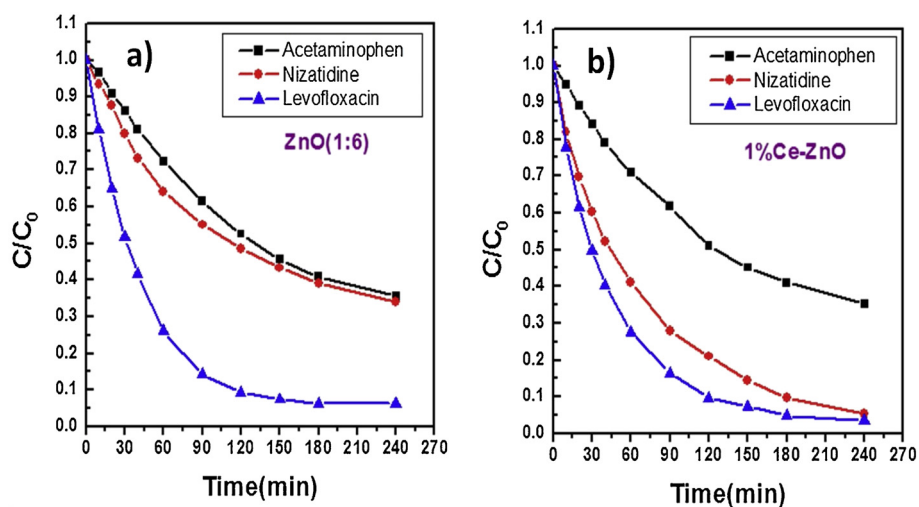 a)
Acetaminophen
Nizatidine
Levofloxacin
ZnO(1:6)
C/C0
1.1
1.0
0.9
0.8
0.7
0.6
0.5
0.4
0.3
0.2
0.1
0.0
0 30 60 90 120 150 180 210 240 270
Time(min)
b)
Acetaminophen
Nizatidine
Levofloxacin
1%Ce-ZnO
C/C0
1.1
1.0
0.9
0.8
0.7
0.6
0.5
0.4
0.3
0.2
0.1
0.0
0 30 60 90 120 150 180 210 240 270
Time(min)